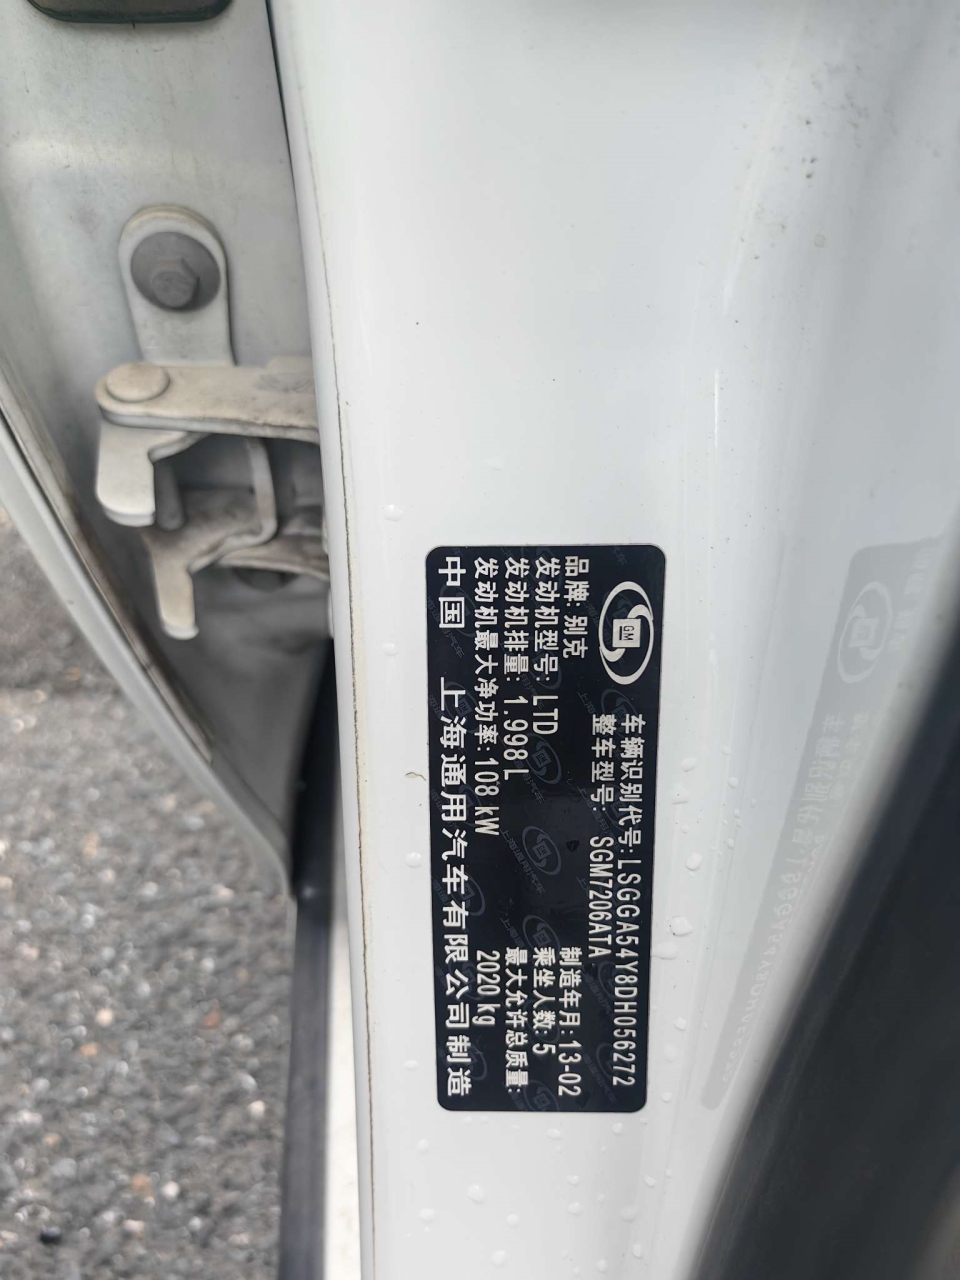 GM
车辆识别代号:LSGGA54Y8DH056272
整车型号: SGM7206ATA
品牌:别克
制造年月:13-02
发动机型号:LTD
乘坐人数:5
发动机排量:1.998L
最大允许总质量:
发动机最大净功率:108 kW
2020kg
中国 上海通用汽车有限公司制造